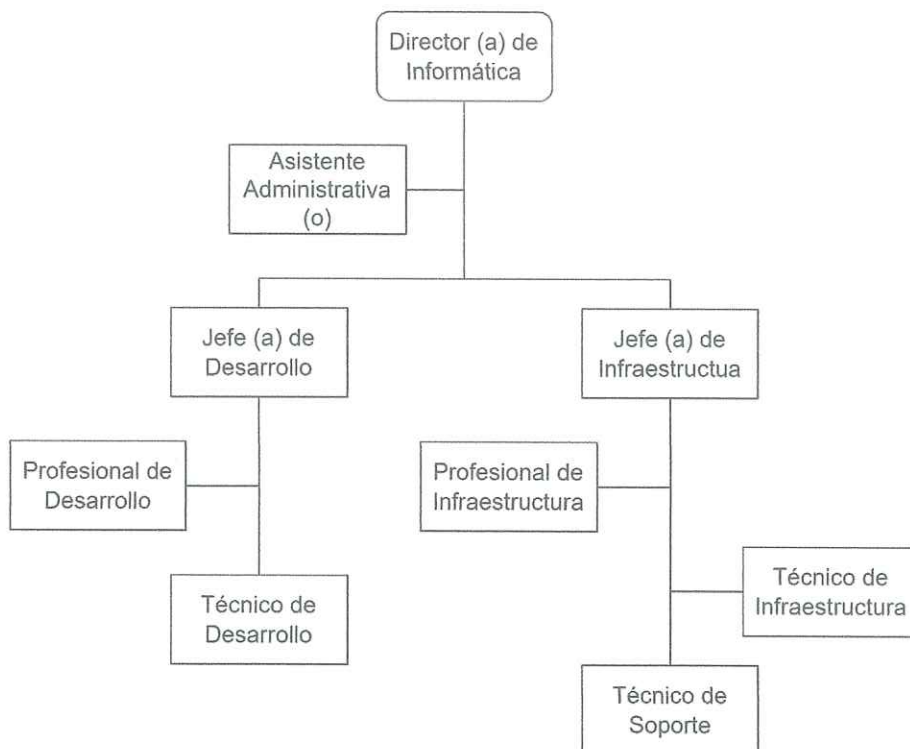 Director (a) de
Informática
Asistente
Administrativa
(o)
Jefe (a) de
Desarrollo
Jefe (a) de
Infraestructua
Profesional de
Desarrollo
Profesional de
Infraestructura
Técnico de
Desarrollo
Técnico de
Infraestructura
Técnico de
Soporte